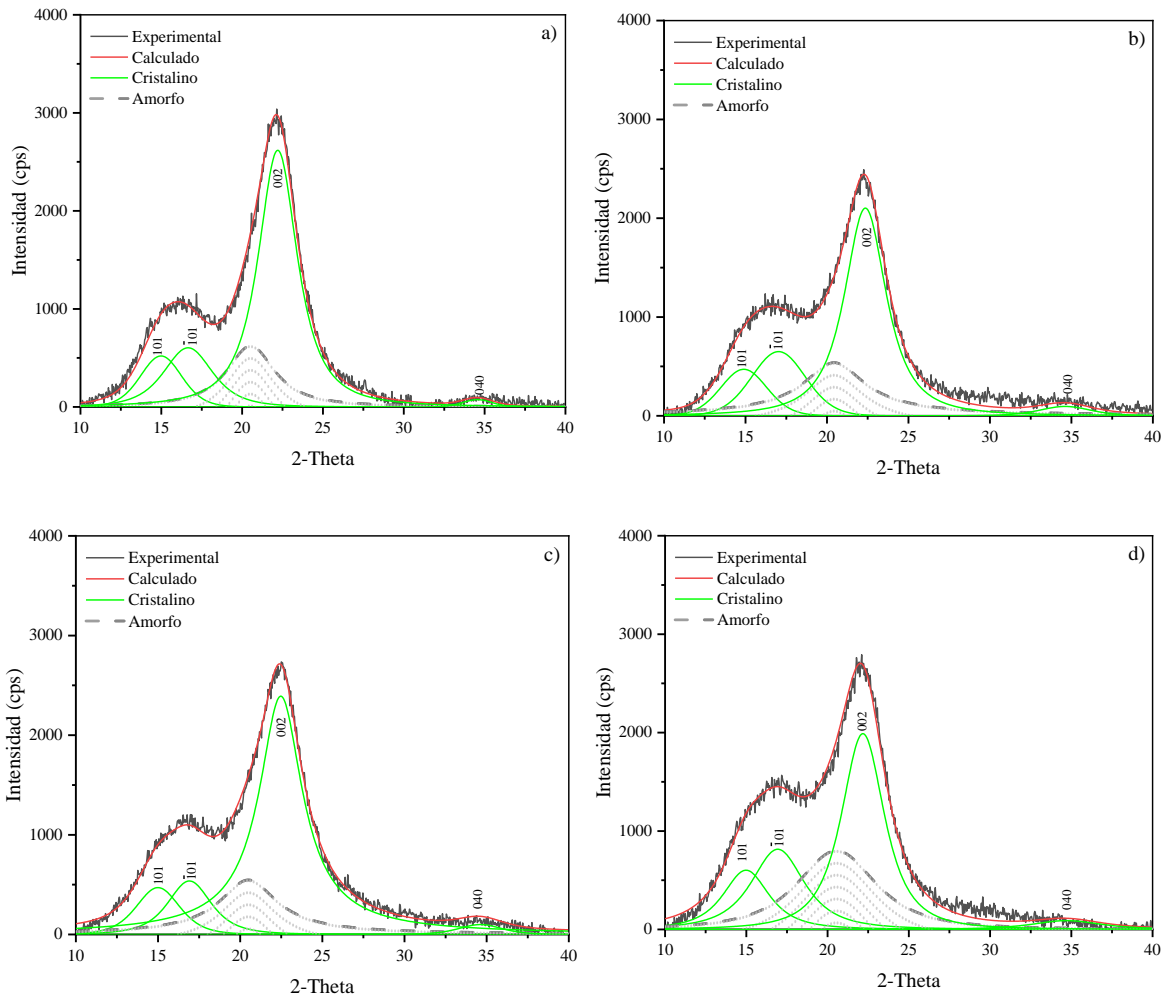 a)
4000
3000
2000
1000
0
Intensidad (cps)
Experimental
Calculado
Cristalino
Amorfo
101
1̄01
002
040
10 15 20 25 30 35 40
2-Theta
b)
4000
3000
2000
1000
0
Intensidad (cps)
Experimental
Calculado
Cristalino
Amorfo
101
1̄01
002
040
10 15 20 25 30 35 40
2-Theta
c)
4000
3000
2000
1000
0
Intensidad (cps)
Experimental
Calculado
Cristalino
Amorfo
101
1̄01
002
040
10 15 20 25 30 35 40
2-Theta
d)
4000
3000
2000
1000
0
Intensidad (cps)
Experimental
Calculado
Cristalino
Amorfo
101
1̄01
002
040
10 15 20 25 30 35 40
2-Theta